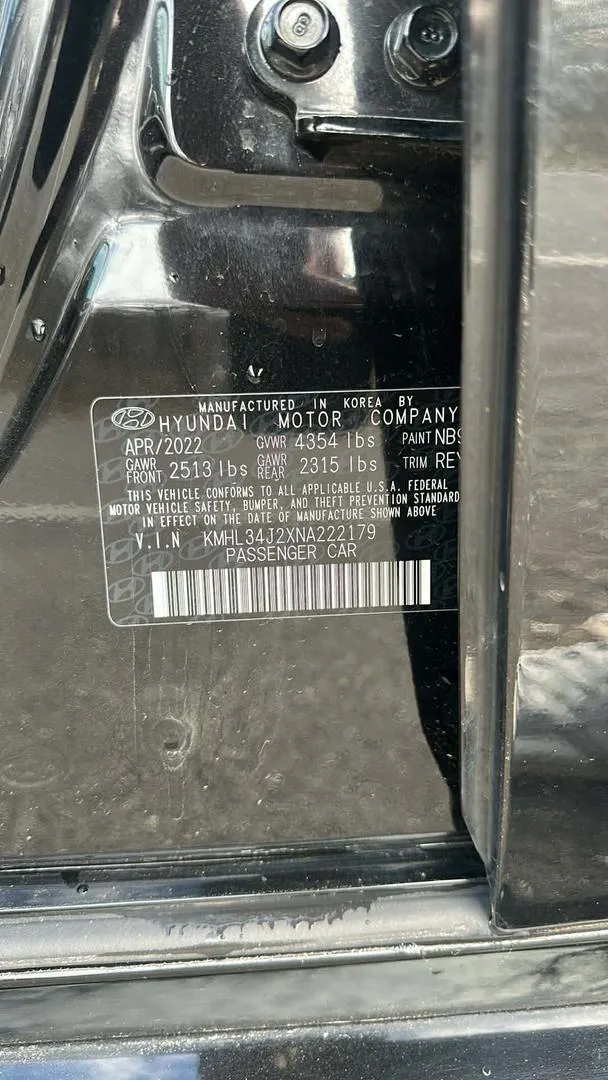 MANUFACTURED IN KOREA BY
HYUNDAI MOTOR COMPANY
APR/2022 GVWR 4354 lbs PAINT NB9
GAWR FRONT 2513 lbs GAWR REAR 2315 lbs TRIM REY
THIS VEHICLE CONFORMS TO ALL APPLICABLE U.S.A. FEDERAL
MOTOR VEHICLE SAFETY, BUMPER, AND THEFT PREVENTION STANDARD
IN EFFECT ON THE DATE OF MANUFACTURE SHOWN ABOVE
V.I.N KMHL34J2XNA222179
PASSENGER CAR